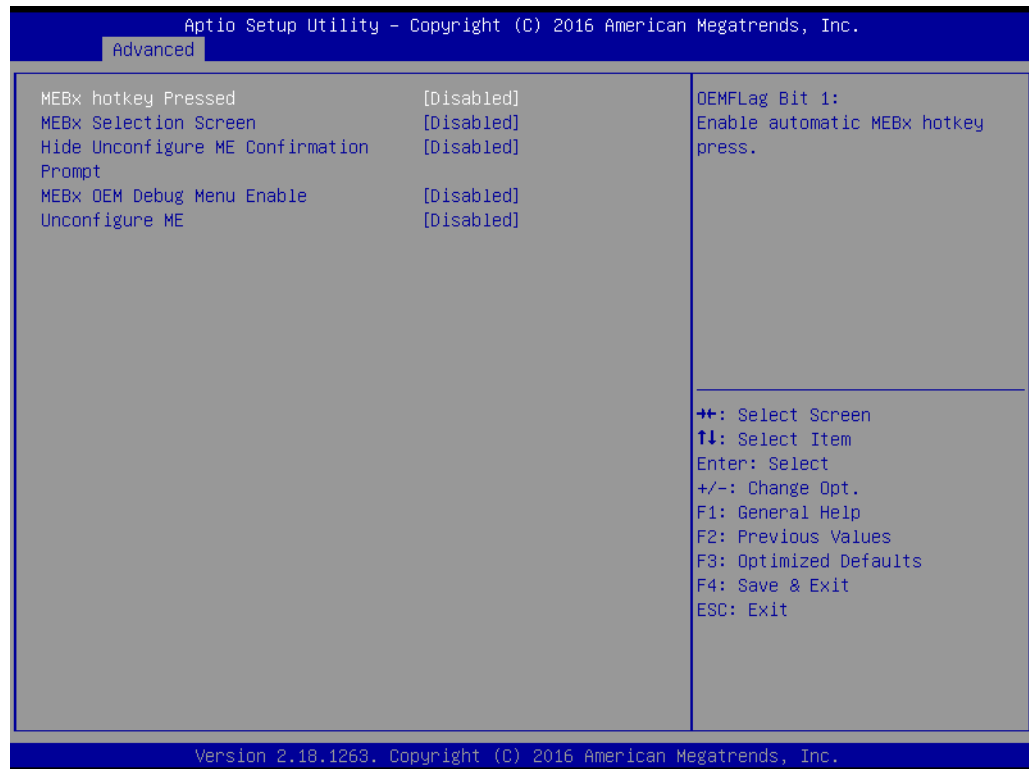 Aptio Setup Utility – Copyright (C) 2016 American Megatrends, Inc.
Advanced
MEBx hotkey Pressed [Disabled]
MEBx Selection Screen [Disabled]
Hide Unconfigure ME Confirmation [Disabled]
Prompt
MEBx OEM Debug Menu Enable [Disabled]
Unconfigure ME [Disabled]
OEMFLag Bit 1:
Enable automatic MEBx hotkey
press.
→←: Select Screen
↑↓: Select Item
Enter: Select
+/-: Change Opt.
F1: General Help
F2: Previous Values
F3: Optimized Defaults
F4: Save & Exit
ESC: Exit
Version 2.18.1263. Copyright (C) 2016 American Megatrends, Inc.